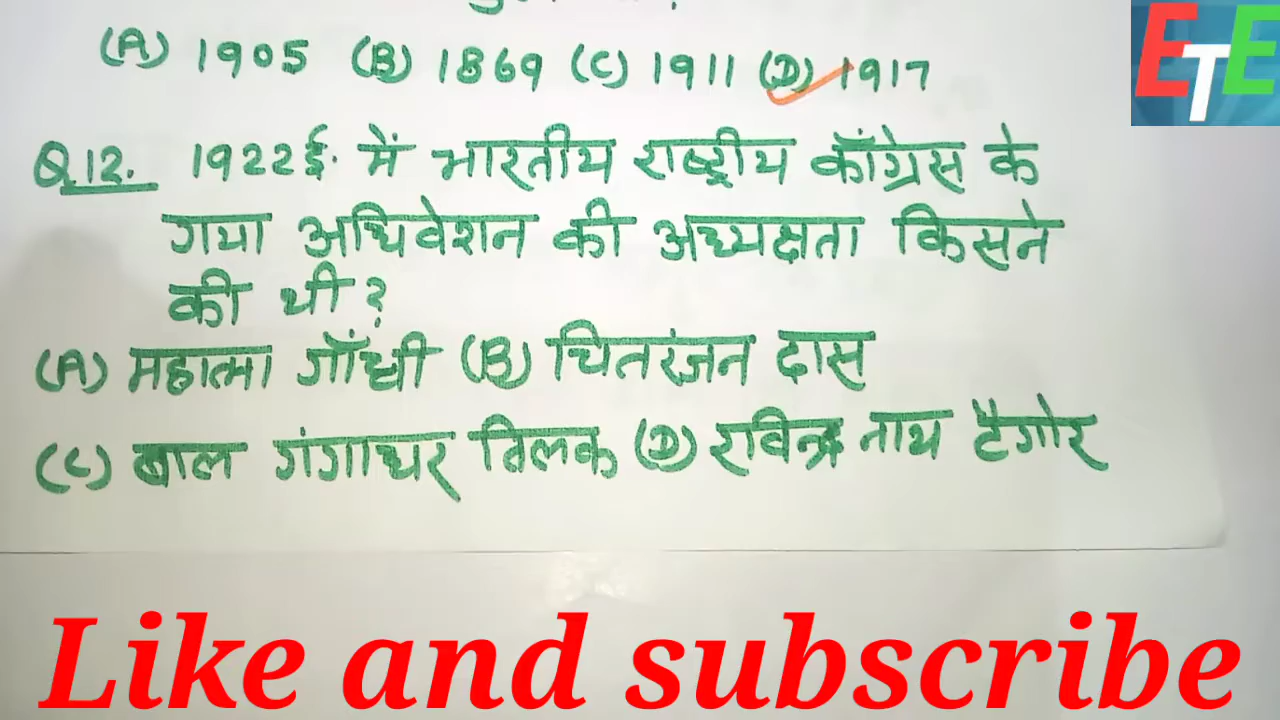 ETE
(A) 1905 (B) 1869 (C) 1911 (D) 1917
Q.12. 1922 ई. में भारतीय राष्ट्रीय काँग्रेस के
गया अधिवेशन की अध्यक्षता किसने
की थी ?
(A) महात्मा गाँधी (B) चितरंजन दास
(C) बाल गंगाधर तिलक (D) रविन्द्र नाथ टैगोर
Like and subscribe